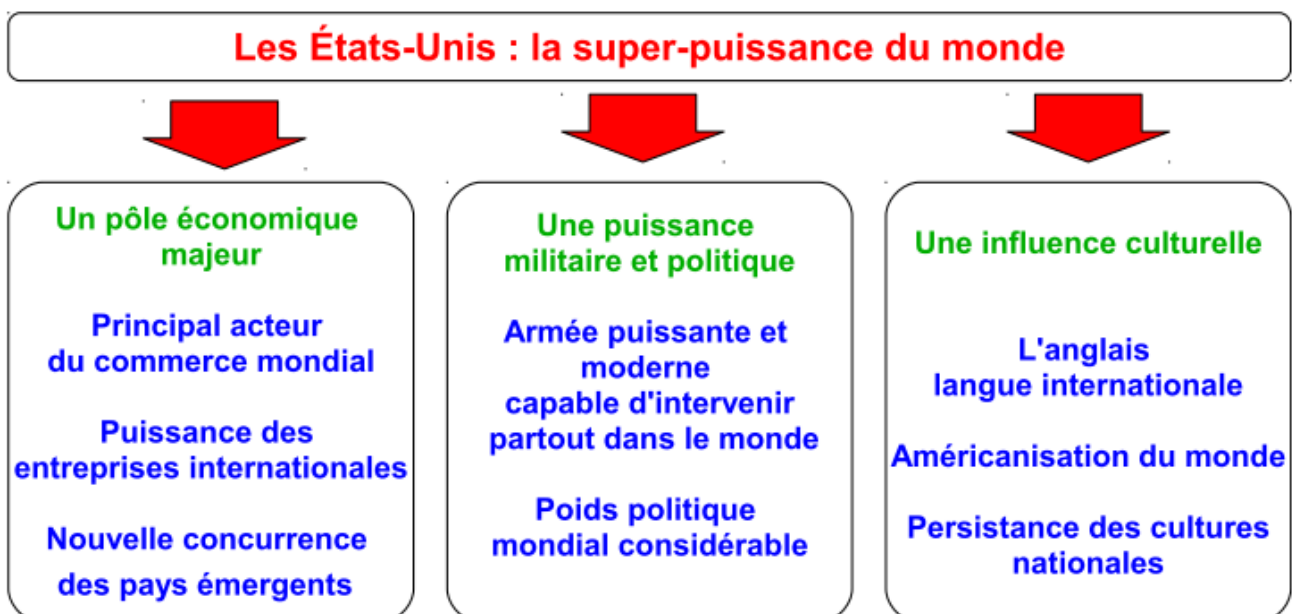 Les États-Unis : la super-puissance du monde
Un pôle économique
majeur
Principal acteur
du commerce mondial
Puissance des
entreprises internationales
Nouvelle concurrence
des pays émergents
Une puissance
militaire et politique
Armée puissante et
moderne
capable d'intervenir
partout dans le monde
Poids politique
mondial considérable
Une influence culturelle
L'anglais
langue internationale
Américanisation du monde
Persistance des cultures
nationales